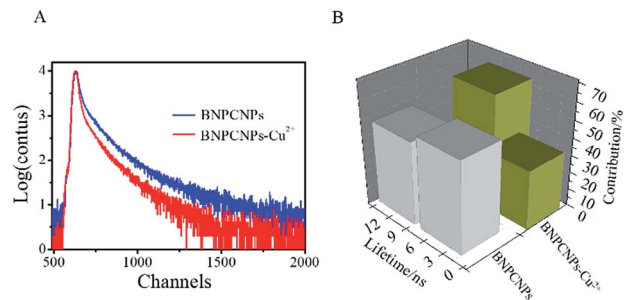 A
B
Log(contus)
4
3
2
1
0
BNPCNPs
BNPCNPs-Cu²⁺
500
1000
1500
2000
Channels
70
60
50
40
30
20
10
0
Contribution/%
12
9
6
3
0
Lifetime/ns
BNPCNPs
BNPCNPs-Cu²⁺